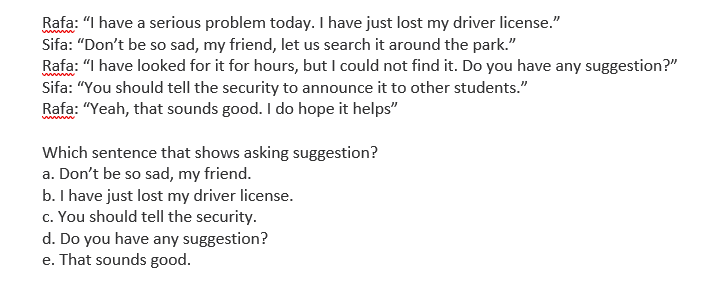 Rafa: “I have a serious problem today. I have just lost my driver license.”
Sifa: “Don’t be so sad, my friend, let us search it around the park.”
Rafa: “I have looked for it for hours, but I could not find it. Do you have any suggestion?”
Sifa: “You should tell the security to announce it to other students.”
Rafa: “Yeah, that sounds good. I do hope it helps”
Which sentence that shows asking suggestion?
a. Don’t be so sad, my friend.
b. I have just lost my driver license.
c. You should tell the security.
d. Do you have any suggestion?
e. That sounds good.